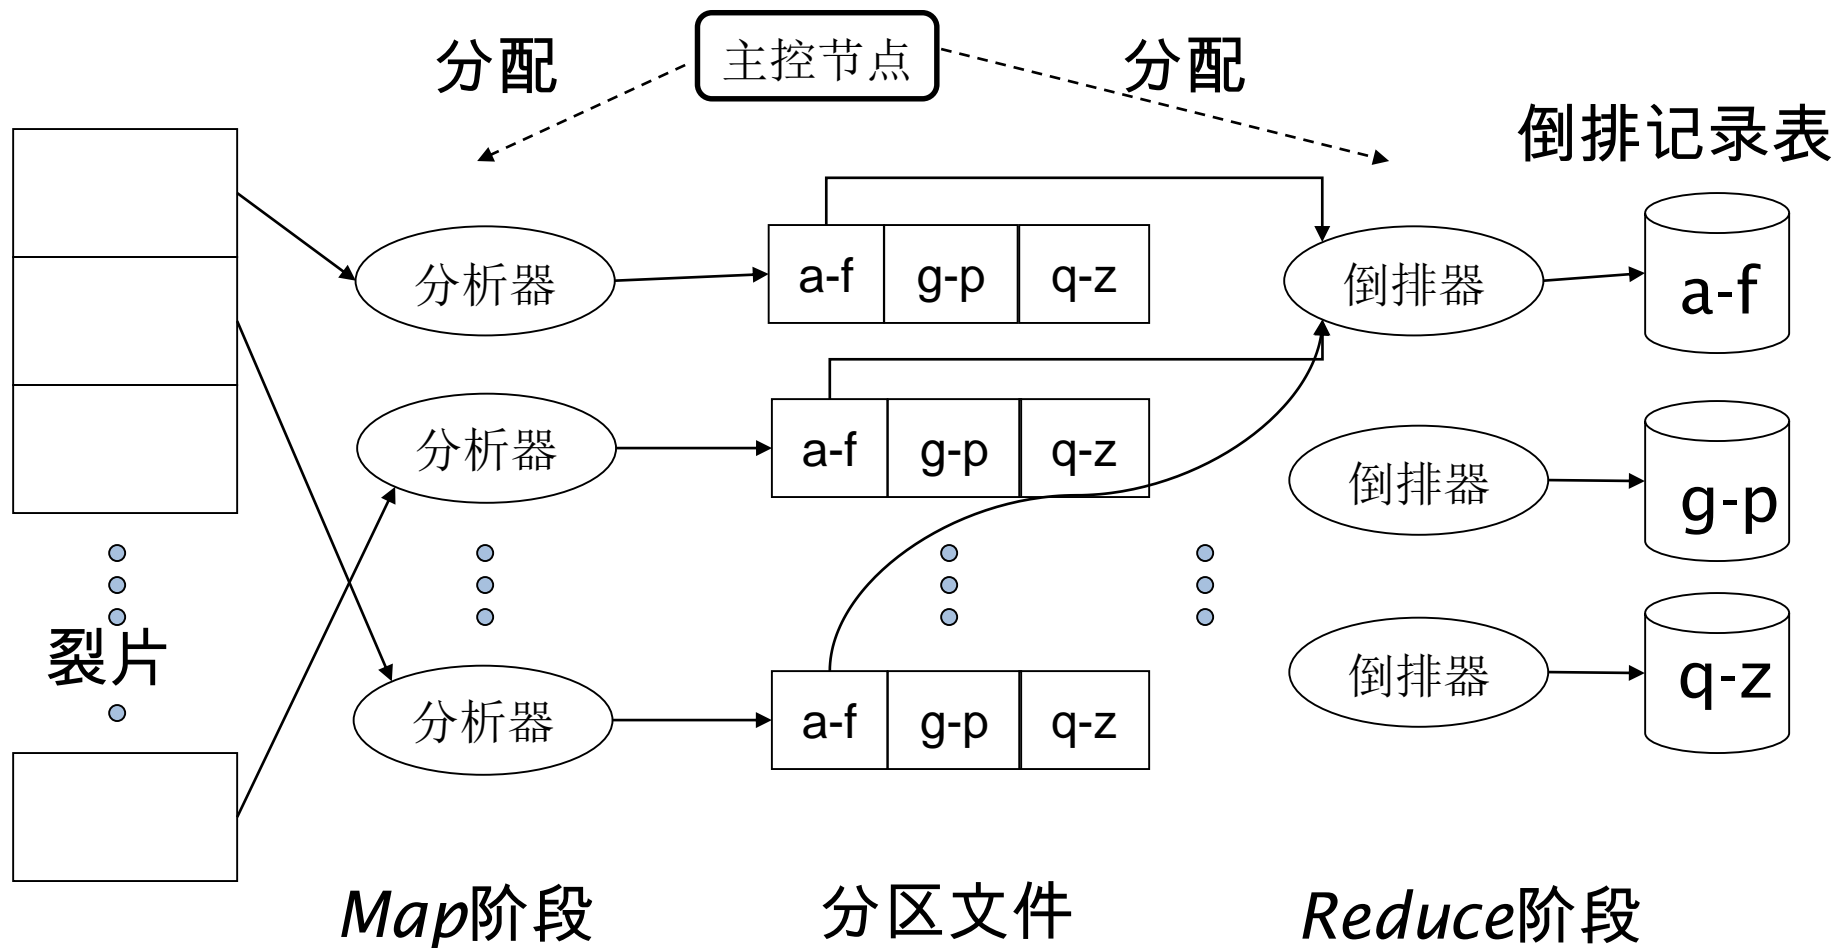 分配
主控节点
分配
倒排记录表
分析器
a-f
g-p
q-z
倒排器
a-f
分析器
a-f
g-p
q-z
倒排器
g-p
裂片
分析器
a-f
g-p
q-z
倒排器
q-z
Map阶段
分区文件
Reduce阶段